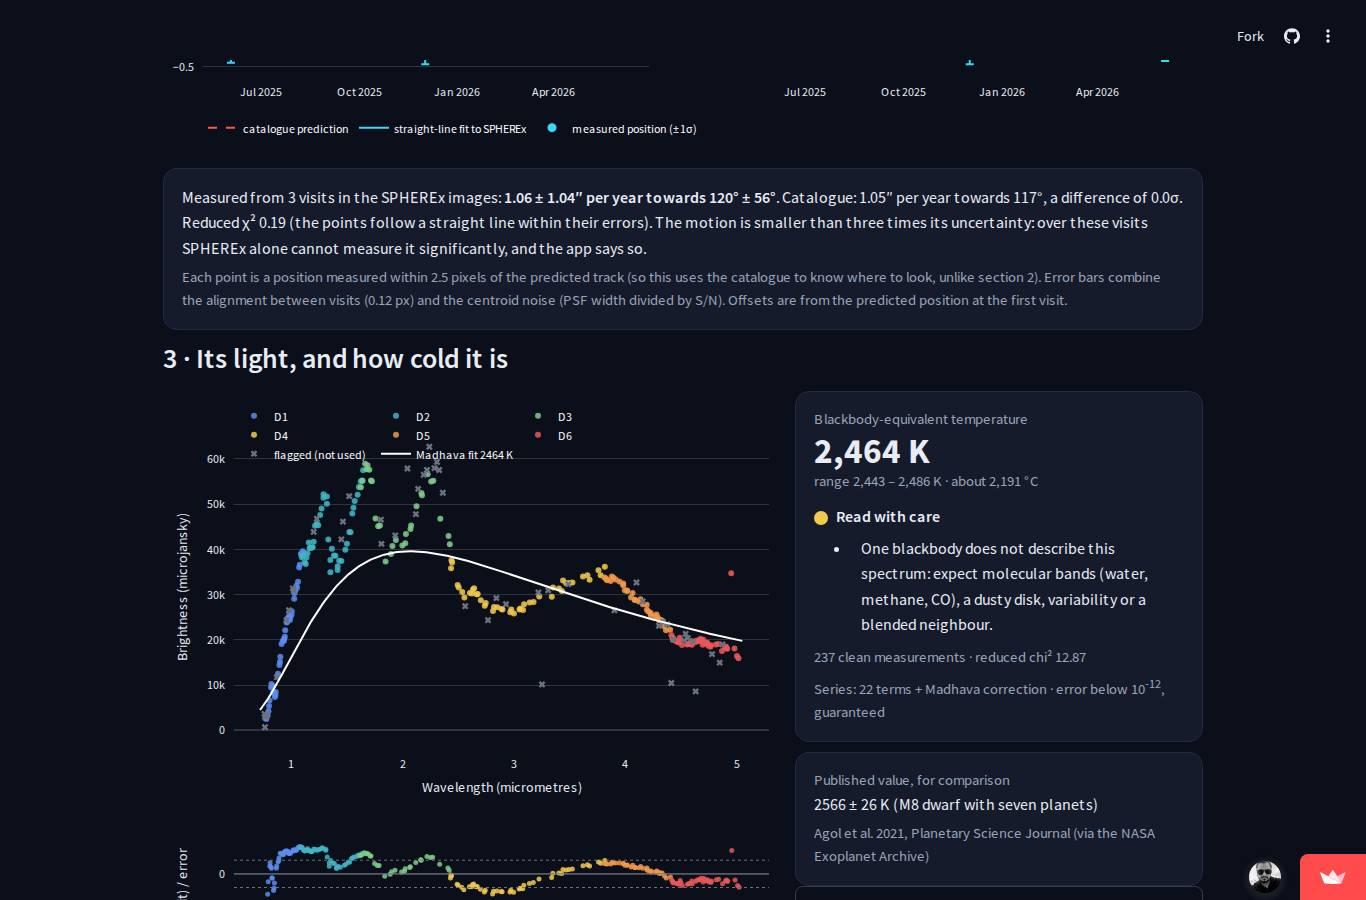 Fork
−0.5
Jul 2025
Oct 2025
Jan 2026
Apr 2026
Jul 2025
Oct 2025
Jan 2026
Apr 2026
catalogue prediction
straight-line fit to SPHEREx
measured position (±1σ)
Measured from 3 visits in the SPHEREx images: 1.06 ± 1.04″ per year towards 120° ± 56°. Catalogue: 1.05″ per year towards 117°, a difference of 0.0σ.
Reduced χ² 0.19 (the points follow a straight line within their errors). The motion is smaller than three times its uncertainty: over these visits
SPHEREx alone cannot measure it significantly, and the app says so.
Each point is a position measured within 2.5 pixels of the predicted track (so this uses the catalogue to know where to look, unlike section 2). Error bars combine
the alignment between visits (0.12 px) and the centroid noise (PSF width divided by S/N). Offsets are from the predicted position at the first visit.
3 · Its light, and how cold it is
D1
D2
D3
D4
D5
D6
flagged (not used)
Madhava fit 2464 K
60k
50k
40k
30k
20k
10k
0
Brightness (microjansky)
1
2
3
4
5
Wavelength (micrometres)
0
t) / error
Blackbody-equivalent temperature
2,464 K
range 2,443 – 2,486 K · about 2,191 °C
Read with care
One blackbody does not describe this
spectrum: expect molecular bands (water,
methane, CO), a dusty disk, variability or a
blended neighbour.
237 clean measurements · reduced chi² 12.87
Series: 22 terms + Madhava correction · error below 10⁻¹²,
guaranteed
Published value, for comparison
2566 ± 26 K (M8 dwarf with seven planets)
Agol et al. 2021, Planetary Science Journal (via the NASA
Exoplanet Archive)